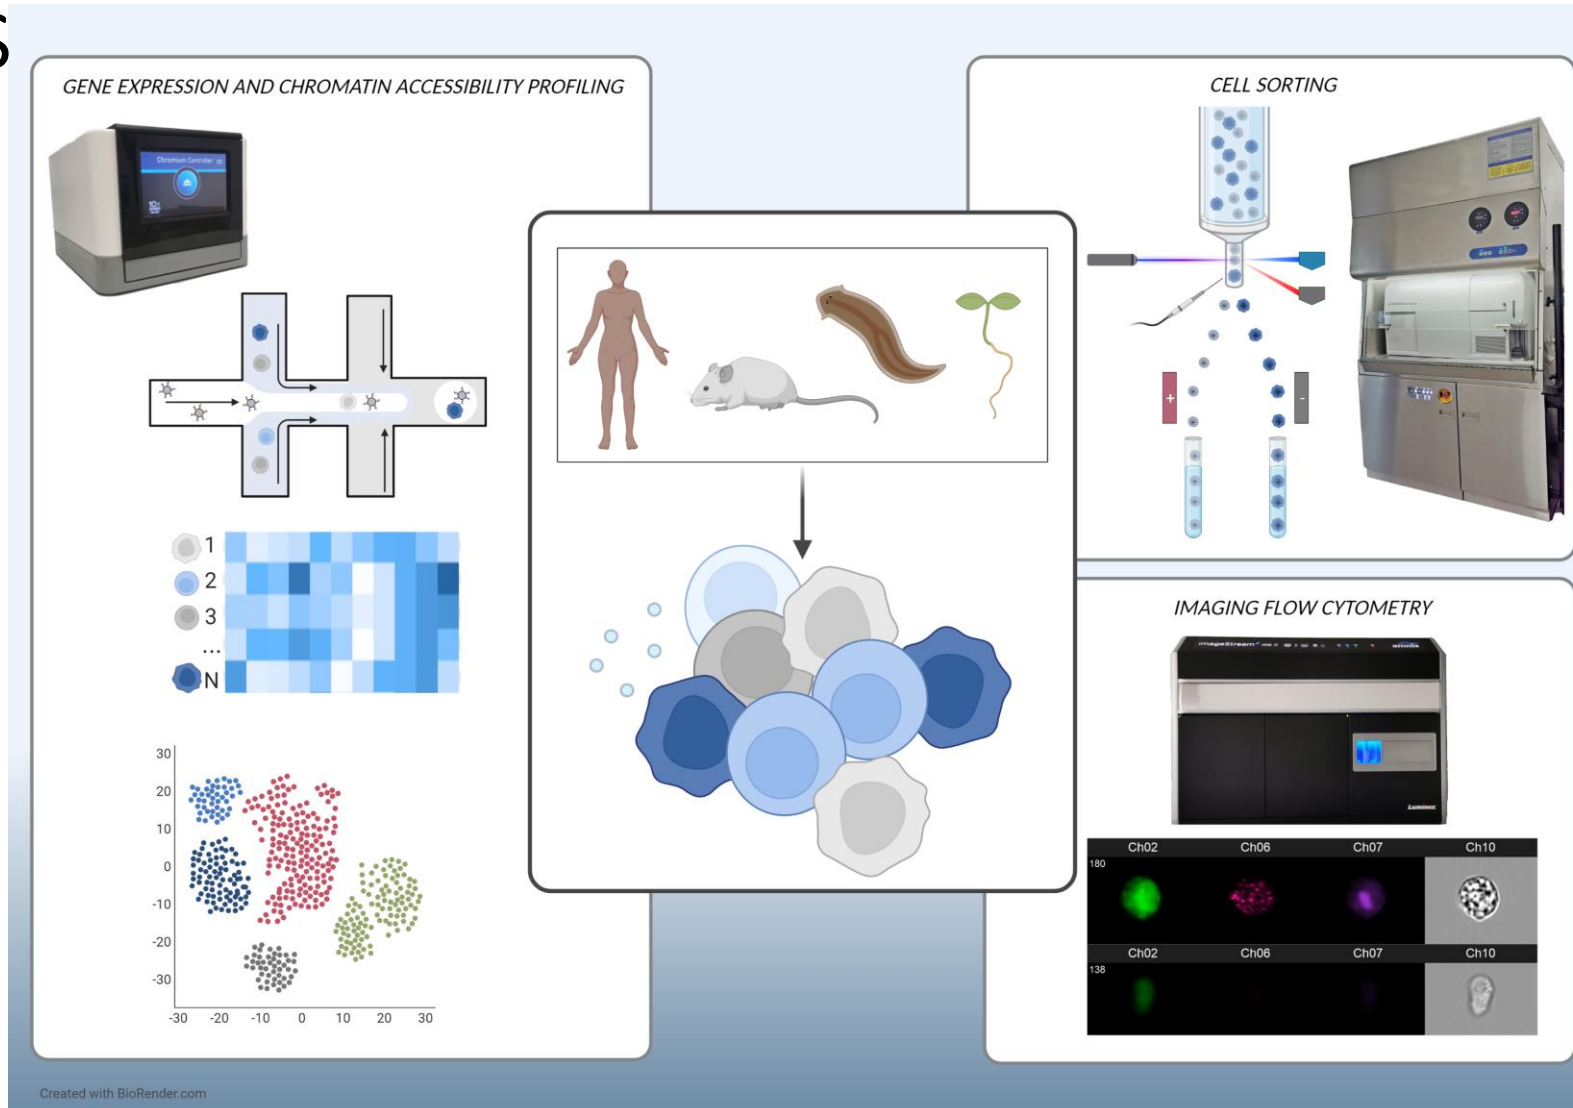 S
GENE EXPRESSION AND CHROMATIN ACCESSIBILITY PROFILING
Chromium Controller
10x
1
2
3
...
N
30
20
10
0
-10
-20
-30
-30 -20 -10 0 10 20 30
CELL SORTING
+
-
IMAGING FLOW CYTOMETRY
imageStream
amnis
Luminex
Ch02 Ch06 Ch07 Ch10
180
Ch02 Ch06 Ch07 Ch10
138
Created with BioRender.com